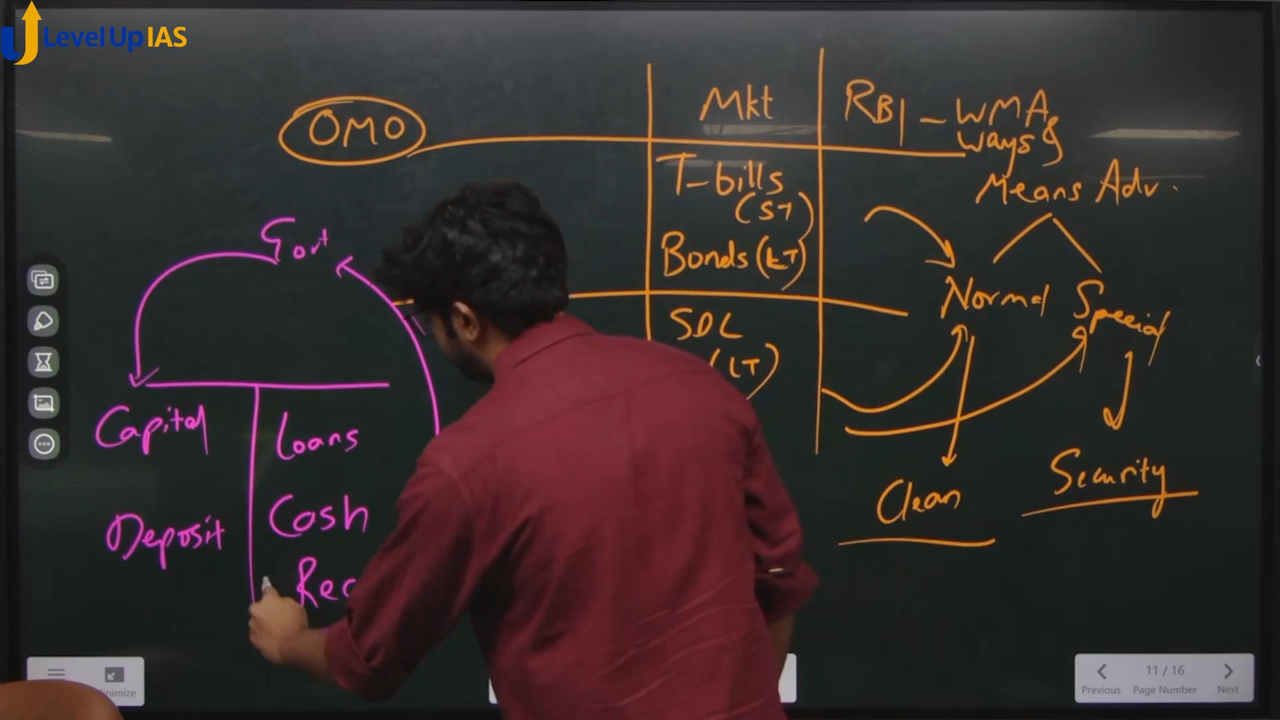 Level Up IAS
OMO
Mkt
RBI - WMA
Ways &
Means Adv.
T-bills
(ST)
Bonds (LT)
Normal
Special
SDL
(LT)
Clean
Security
Govt
Capital
Loans
Deposit
Cash
Rec
Previous
11 / 16
Page Number
Next